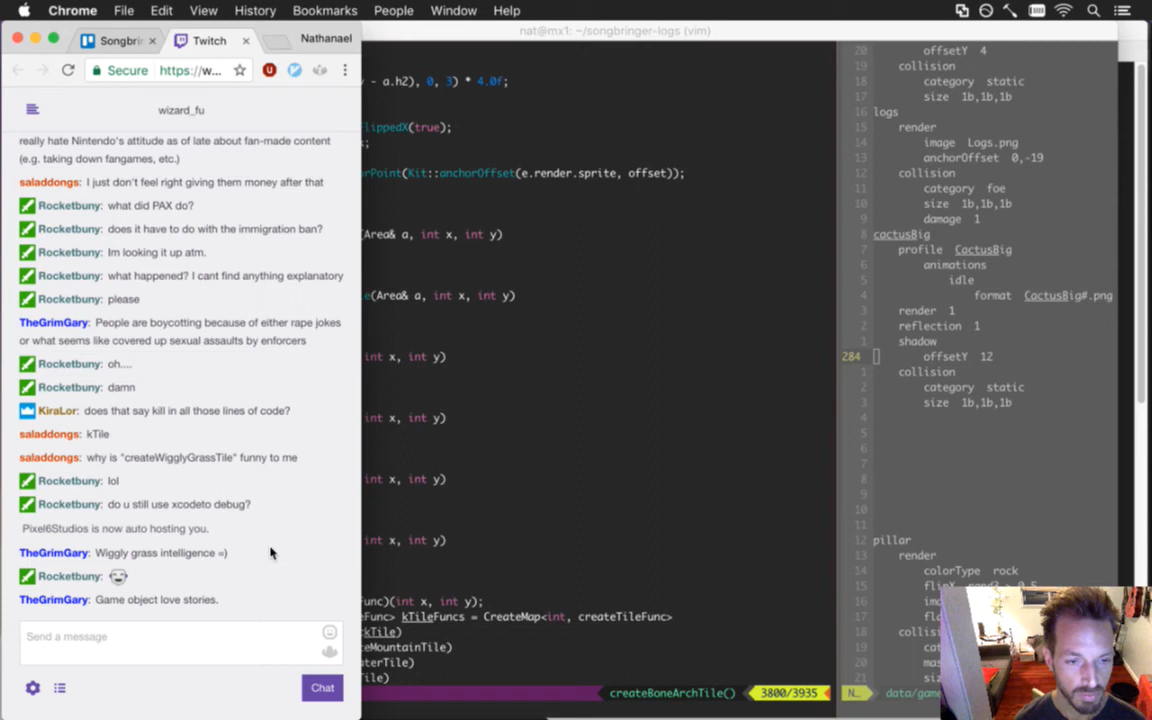 Chrome File Edit View History Bookmarks People Window Help
nat@mx1: ~/songbringer-logs (vim)
Songbrin
Twitch
Nathanael
Secure https://w...
wizard_fu
really hate Nintendo's attitude as of late about fan-made content
(e.g. taking down fangames, etc.)
saladdongs: I just don't feel right giving them money after that
Rocketbuny: what did PAX do?
Rocketbuny: does it have to do with the immigration ban?
Rocketbuny: Im looking it up atm.
Rocketbuny: what happened? I cant find anything explanatory
Rocketbuny: please
TheGrimGary: People are boycotting because of either rape jokes
or what seems like covered up sexual assaults by enforcers
Rocketbuny: oh....
Rocketbuny: damn
KiraLor: does that say kill in all those lines of code?
saladdongs: kTile
saladdongs: why is "createWigglyGrassTile" funny to me
Rocketbuny: lol
Rocketbuny: do u still use xcodeto debug?
Pixel6Studios is now auto hosting you.
TheGrimGary: Wiggly grass intelligence =)
Rocketbuny:
TheGrimGary: Game object love stories.
Send a message
Chat
- a.h2), 0, 3) * 4.0f;
lippedX(true);
;
orPoint(Kit::anchorOffset(e.render.sprite, offset));
(Area& a, int x, int y)
e(Area& a, int x, int y)
int x, int y)
int x, int y)
int x, int y)
int x, int y)
Func)(int x, int y);
Func> kTileFuncs = CreateMap<int, createTileFunc>
kTile)
eMountainTile)
terTile)
ile)
createBoneArchTile() 3800/3935
20 offsetY 4
19 collision
18 category static
17 size 1b,1b,1b
16 logs
15 render
14 image Logs.png
13 anchorOffset 0,-19
12 collision
11 category foe
10 size 1b,1b,1b
9 damage 1
8 cactusBig
7 profile CactusBig
6 animations
5 idle
4 format CactusBig#.png
3 render 1
2 reflection 1
1 shadow
284 offsetY 12
1 collision
2 category static
3 size 1b,1b,1b
4
5
6
7
8
9
10
11
12 pillar
13 render
14 colorType rock
15 flipX rand2 > 0.5
16 im
17 fl
18 collis
19 cat
20 mas
21 siz
N... data/gam